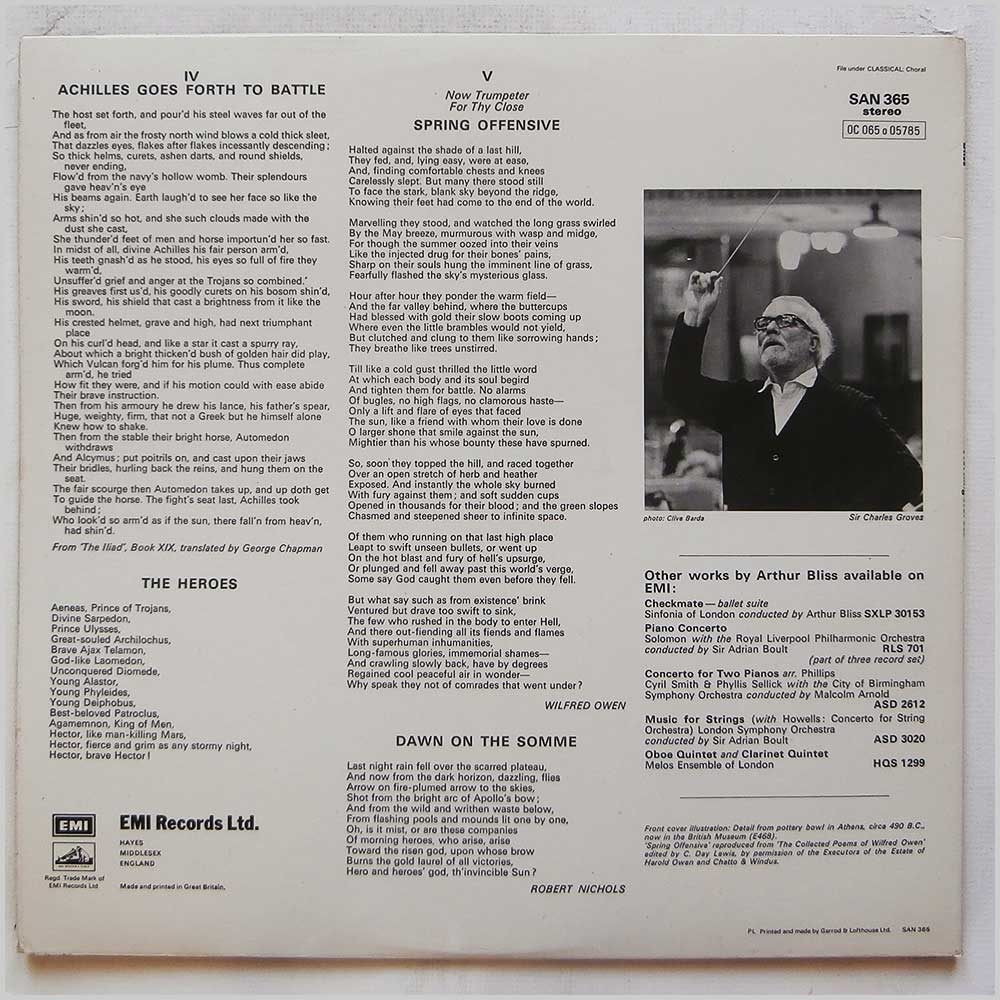 IV
ACHILLES GOES FORTH TO BATTLE
The host set forth, and pour'd his steel waves far out of the
fleet,
And as from air the frosty north wind blows a cold thick sleet,
That dazzles eyes, flakes after flakes incessantly descending;
So thick helms, curets, ashen darts, and round shields,
never ending,
Flow'd from the navy's hollow womb. Their splendours
gave heav'n's eye
His beams again. Earth laugh'd to see her face so like the
sky;
Arms shin'd so hot, and she such clouds made with the
dust she cast,
She thunder'd feet of men and horse importun'd her so fast.
In midst of all, divine Achilles his fair person arm'd,
His teeth gnash'd as he stood, his eyes so full of fire they
warm'd,
Unsuffer'd grief and anger at the Trojans so combined.'
His greaves first us'd, his goodly curets on his bosom shin'd,
His sword, his shield that cast a brightness from it like the
moon.
His crested helmet, grave and high, had next triumphant
place
On his curl'd head, and like a star it cast a spurry ray,
About which a bright thicken'd bush of golden hair did play,
Which Vulcan forg'd him for his plume. Thus complete
arm'd, he tried
How fit they were, and if his motion could with ease abide
Their brave instruction.
Then from his armoury he drew his lance, his father's spear,
Huge, weighty, firm, that not a Greek but he himself alone
Knew how to shake.
Then from the stable their bright horse, Automedon
withdraws
And Alcymus; put poitrils on, and cast upon their jaws
Their bridles, hurling back the reins, and hung them on the
seat.
The fair scourge then Automedon takes up, and up doth get
To guide the horse. The fight's seat last, Achilles took
behind;
Who look'd so arm'd as if the sun, there fall'n from heav'n,
had shin'd.
From 'The Iliad', Book XIX, translated by George Chapman
THE HEROES
Aeneas, Prince of Trojans,
Divine Sarpedon,
Prince Ulysses,
Great-souled Archilochus,
Brave Ajax Telamon,
God-like Laomedon,
Unconquered Diomede,
Young Alastor,
Young Phyleides,
Young Deiphobus,
Best-beloved Patroclus,
Agamemnon, King of Men,
Hector, like man-killing Mars,
Hector, fierce and grim as any stormy night,
Hector, brave Hector!
EMI
EMI Records Ltd.
HAYES
MIDDLESEX
ENGLAND
Regd. Trade Mark of
EMI Records Ltd
Made and printed in Great Britain.
V
Now Trumpeter
For Thy Close
SPRING OFFENSIVE
Halted against the shade of a last hill,
They fed, and, lying easy, were at ease,
And, finding comfortable chests and knees
Carelessly slept. But many there stood still
To face the stark, blank sky beyond the ridge,
Knowing their feet had come to the end of the world.
Marvelling they stood, and watched the long grass swirled
By the May breeze, murmurous with wasp and midge,
For though the summer oozed into their veins
Like the injected drug for their bones' pains,
Sharp on their souls hung the imminent line of grass,
Fearfully flashed the sky's mysterious glass.
Hour after hour they ponder the warm field—
And the far valley behind, where the buttercups
Had blessed with gold their slow boots coming up
Where even the little brambles would not yield,
But clutched and clung to them like sorrowing hands;
They breathe like trees unstirred.
Till like a cold gust thrilled the little word
At which each body and its soul begird
And tighten them for battle. No alarms
Of bugles, no high flags, no clamorous haste—
Only a lift and flare of eyes that faced
The sun, like a friend with whom their love is done
O larger shone that smile against the sun,
Mightier than his whose bounty these have spurned.
So, soon they topped the hill, and raced together
Over an open stretch of herb and heather
Exposed. And instantly the whole sky burned
With fury against them; and soft sudden cups
Opened in thousands for their blood; and the green slopes
Chasmed and steepened sheer to infinite space.
Of them who running on that last high place
Leapt to swift unseen bullets, or went up
On the hot blast and fury of hell's upsurge,
Or plunged and fell away past this world's verge,
Some say God caught them even before they fell.
But what say such as from existence' brink
Ventured but drave too swift to sink,
The few who rushed in the body to enter Hell,
And there out-fiending all its fiends and flames
With superhuman inhumanities,
Long-famous glories, immemorial shames—
And crawling slowly back, have by degrees
Regained cool peaceful air in wonder—
Why speak they not of comrades that went under?
WILFRED OWEN
DAWN ON THE SOMME
Last night rain fell over the scarred plateau,
And now from the dark horizon, dazzling, flies
Arrow on fire-plumed arrow to the skies,
Shot from the bright arc of Apollo's bow;
And from the wild and writhen waste below,
From flashing pools and mounds lit one by one,
Oh, is it mist, or are these companies
Of morning heroes, who arise, arise
Toward the risen god, upon whose brow
Burns the gold laurel of all victories,
Hero and heroes' god, th'invincible Sun?
ROBERT NICHOLS
File under CLASSICAL: Choral
SAN 365
stereo
0C 065 o 05785
photo: Clive Barda
Sir Charles Groves
Other works by Arthur Bliss available on
EMI:
Checkmate — ballet suite
Sinfonia of London conducted by Arthur Bliss SXLP 30153
Piano Concerto
Solomon with the Royal Liverpool Philharmonic Orchestra
conducted by Sir Adrian Boult RLS 701
(part of three record set)
Concerto for Two Pianos arr. Phillips
Cyril Smith & Phyllis Sellick with the City of Birmingham
Symphony Orchestra conducted by Malcolm Arnold
ASD 2612
Music for Strings (with Howells: Concerto for String
Orchestra) London Symphony Orchestra
conducted by Sir Adrian Boult ASD 3020
Oboe Quintet and Clarinet Quintet
Melos Ensemble of London HQS 1299
Front cover illustration: Detail from pottery bowl in Athens, circa 490 B.C.,
now in the British Museum (E468).
'Spring Offensive' reproduced from 'The Collected Poems of Wilfred Owen'
edited by C. Day Lewis, by permission of the Executors of the Estate of
Harold Owen and Chatto & Windus.
PL Printed and made by Garrod & Lofthouse Ltd. SAN 365